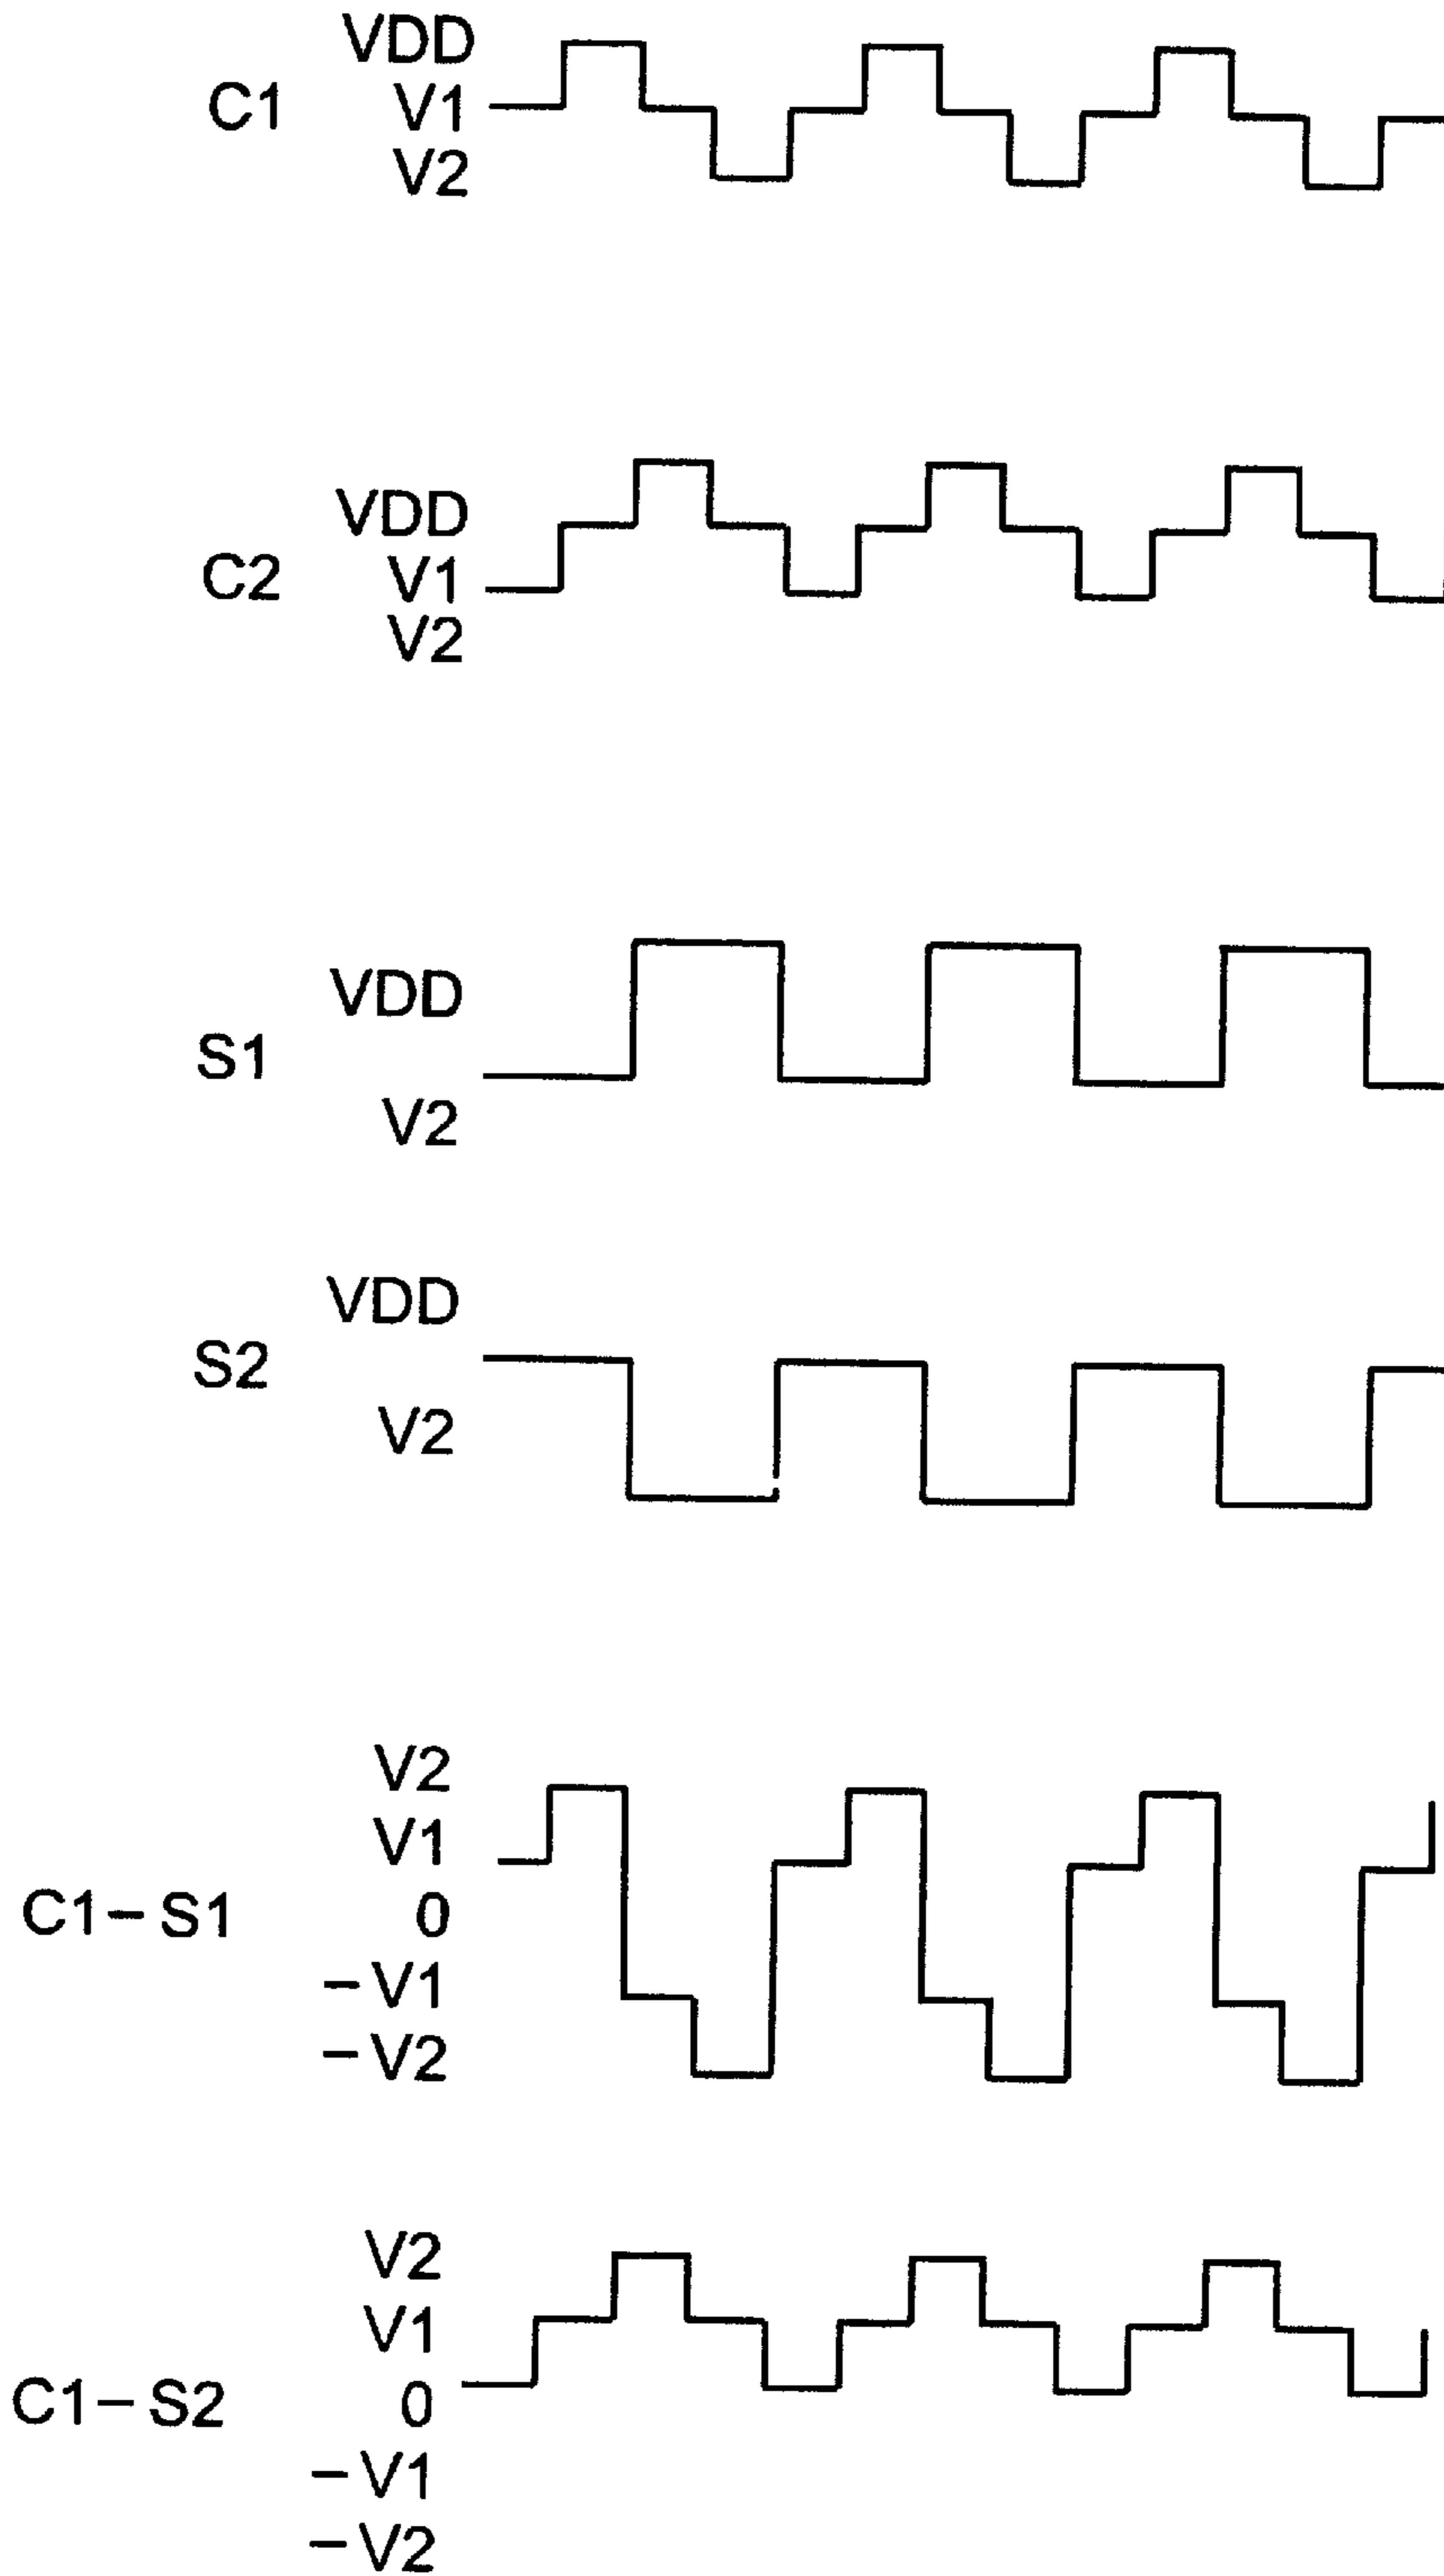 VDD
C1 V1
V2
VDD
C2 V1
V2
VDD
S1
V2
VDD
S2
V2
V2
V1
C1–S1 0
–V1
–V2
V2
V1
C1–S2 0
–V1
–V2